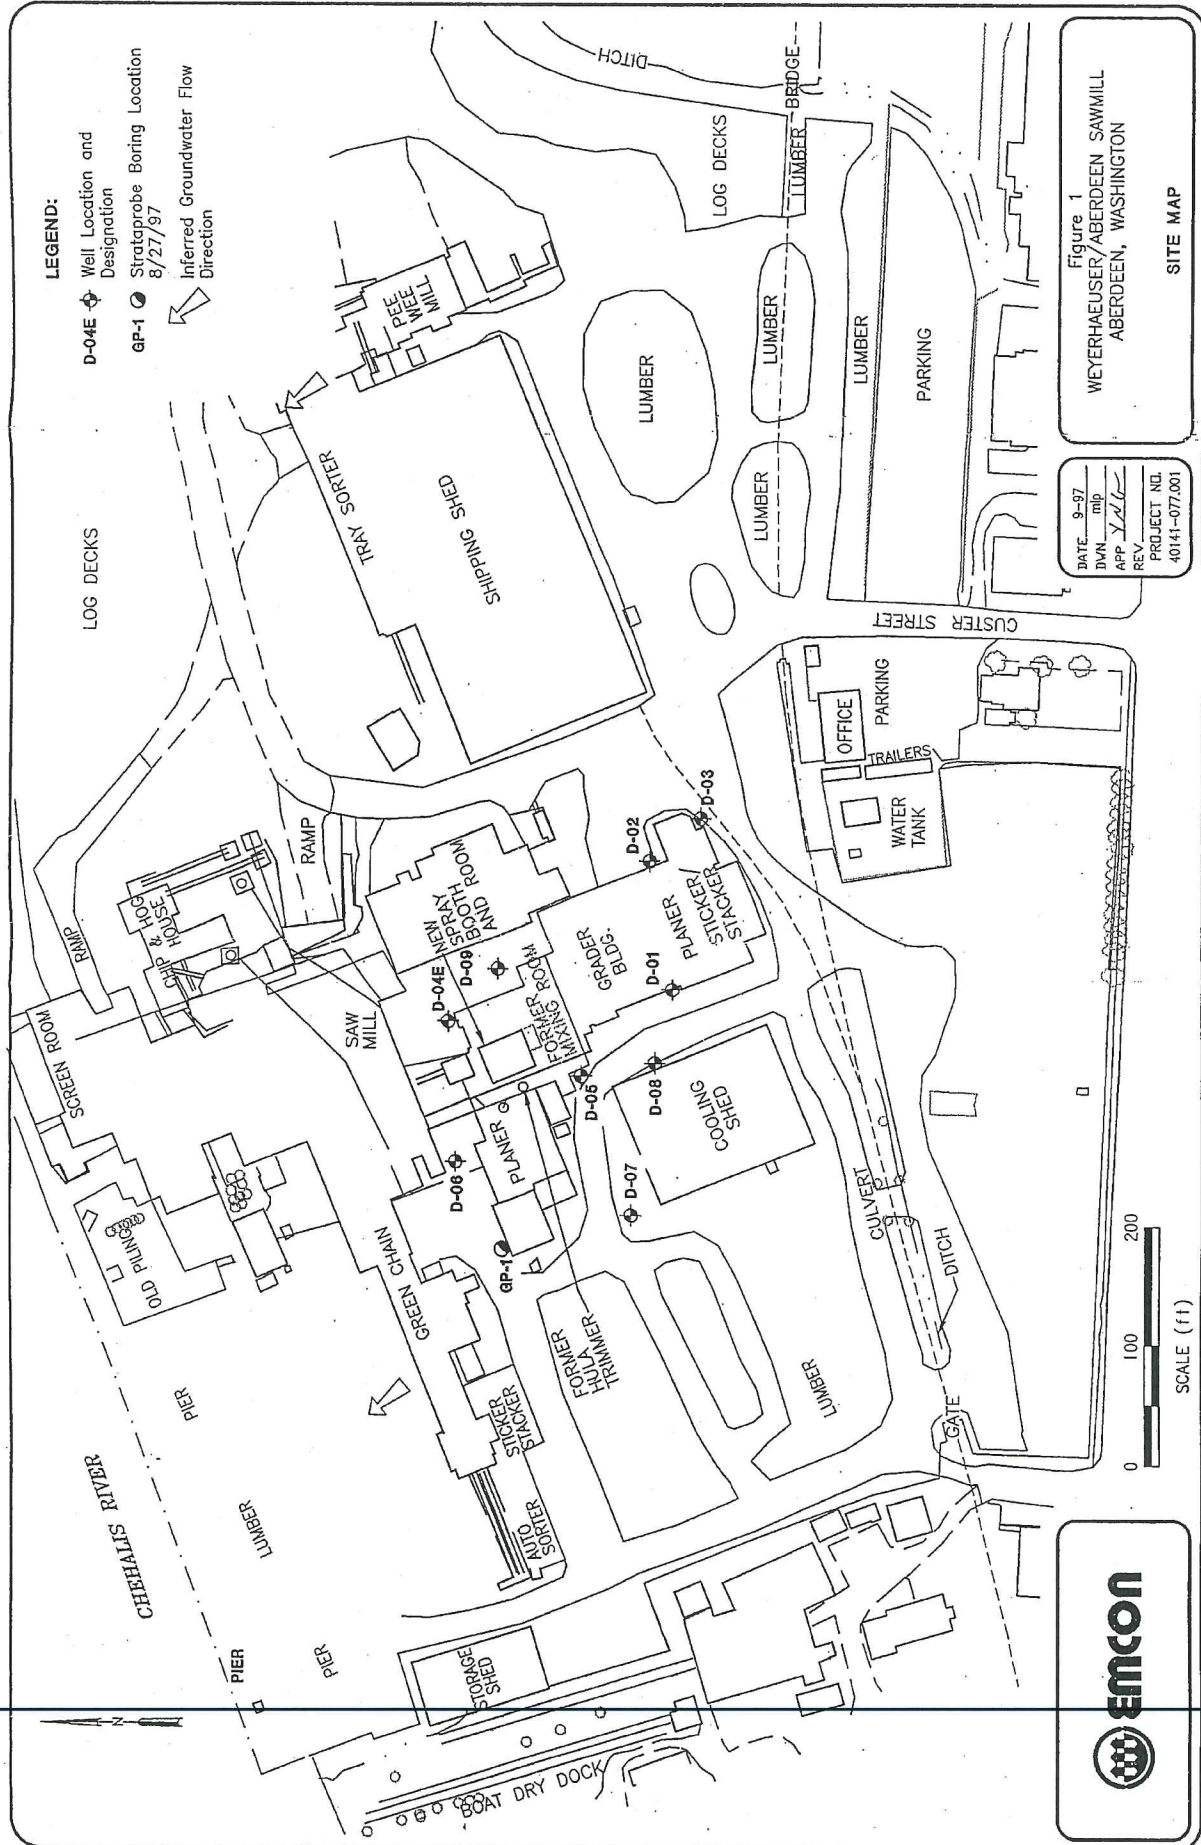 LEGEND:
D-04E Well Location and
Designation
GP-1 Strataprobe Boring Location
8/27/97
Inferred Groundwater Flow
Direction
CHEHALIS RIVER
PIER
PIER
PIER
LUMBER
OLD PILING
SCREEN ROOM
RAMP
CHIP & HOG
HOUSE
LOG DECKS
RAMP
SAW
MILL
GREEN CHAIN
STICKER
STACKER
AUTO
SORTER
STORAGE
SHED
BOAT DRY DOCK
TRAY SORTER
SHIPPING SHED
PEE
WEE
MILL
NEW
SPRAY
BOOTH ROOM
AND
D-04E
D-09
D-06
FORMER
MIXING ROOM
PLANER
GP-1
D-05
GRADER
BLDG.
D-01
D-02
D-03
PLANER
STICKER/
STACKER
D-08
D-07
COOLING
SHED
FORMER
HULA
TRIMMER
LUMBER
CULVERT
DITCH
GATE
LUMBER
LUMBER
LUMBER
LUMBER
LUMBER
LOG DECKS
DITCH
BRIDGE
PARKING
CUSTER STREET
OFFICE
PARKING
TRAILERS
WATER
TANK
N
0 100 200
SCALE (ft)
emcon
DATE 9-97
DWN mlp
APP
REV
PROJECT NO.
40141-077.001
Figure 1
WEYERHAEUSER/ABERDEEN SAWMILL
ABERDEEN, WASHINGTON
SITE MAP